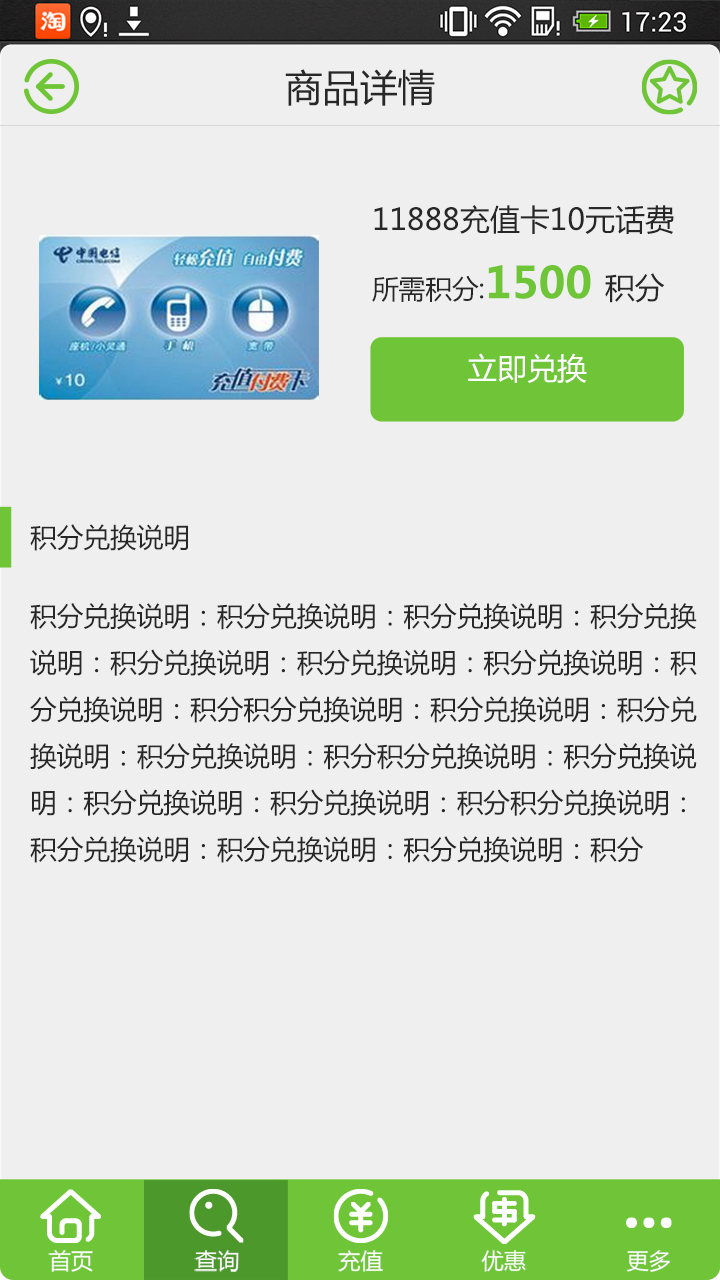 淘
17:23
商品详情
11888充值卡10元话费
中国电信
CHINA TELECOM
轻松充值 自由付费
座机/小灵通
手机
宽带
¥10
充值付费卡
所需积分:1500 积分
立即兑换
积分兑换说明
积分兑换说明：积分兑换说明：积分兑换说明：积分兑换
说明：积分兑换说明：积分兑换说明：积分兑换说明：积
分兑换说明：积分积分兑换说明：积分兑换说明：积分兑
换说明：积分兑换说明：积分积分兑换说明：积分兑换说
明：积分兑换说明：积分兑换说明：积分积分兑换说明：
积分兑换说明：积分兑换说明：积分兑换说明：积分
首页
查询
充值
优惠
更多